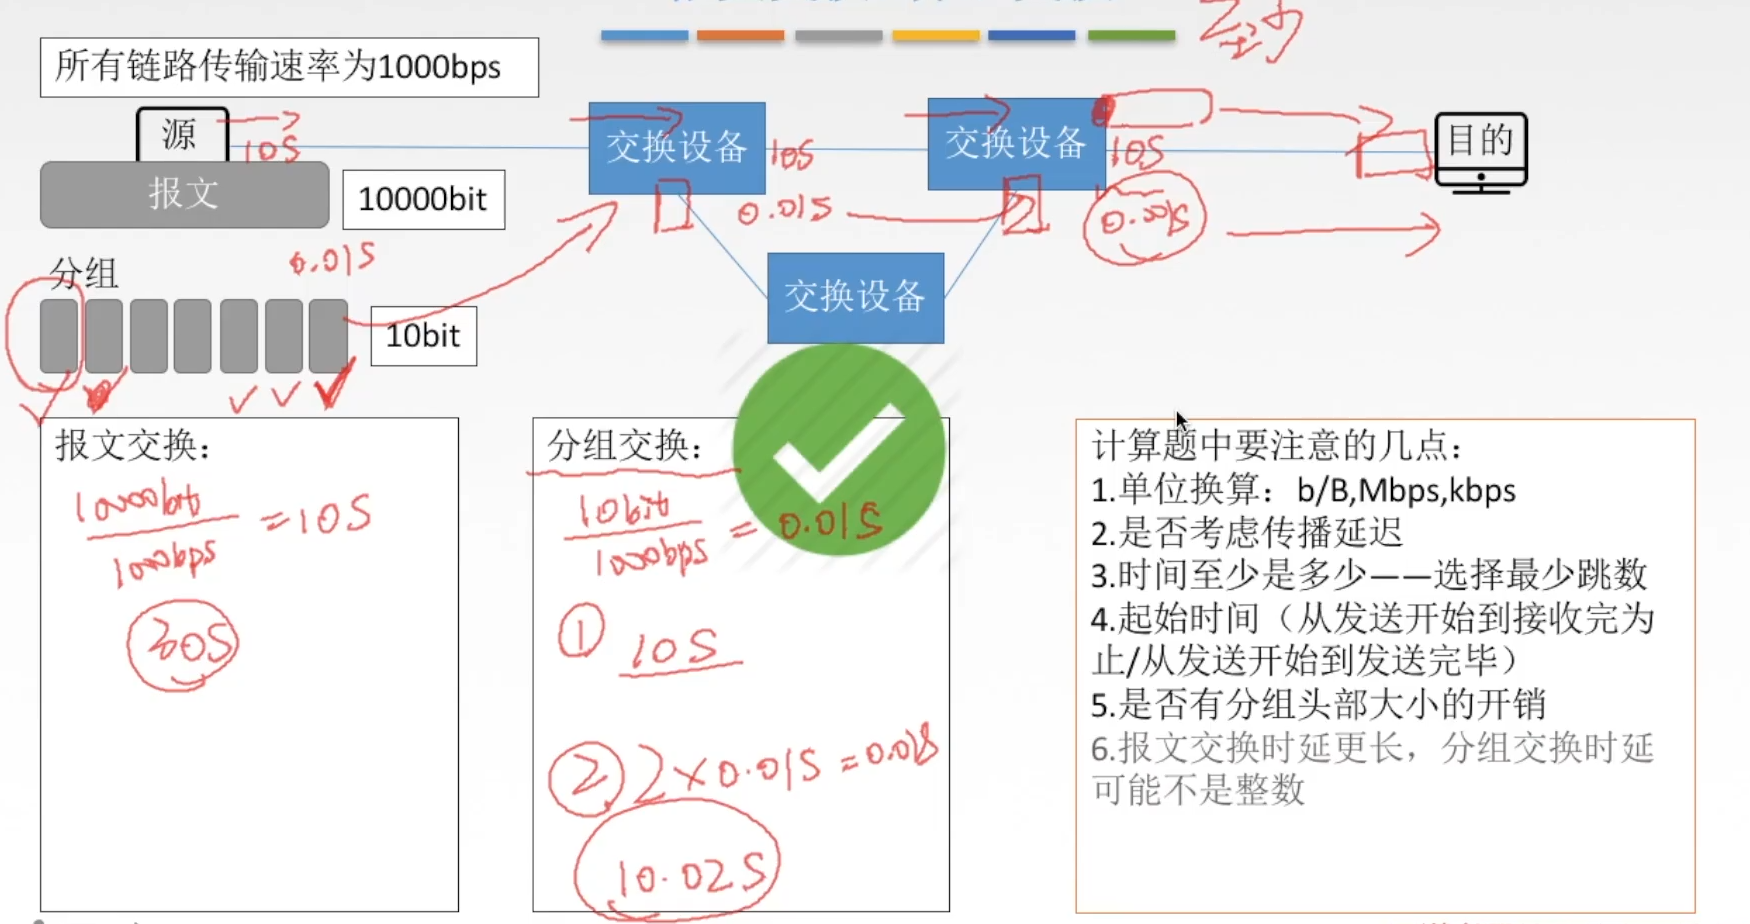 至少
所有链路传输速率为1000bps
源
10S
交换设备
10S
交换设备
10S
目的
报文
10000bit
0.01S
0.01S
分组
0.01S
交换设备
10bit
报文交换：
10000bit
1000bps
=10S
30S
分组交换：
10bit
1000bps
=0.01S
① 10S
② 2×0.01S=0.02S
10.02S
计算题中要注意的几点：
1.单位换算：b/B,Mbps,kbps
2.是否考虑传播延迟
3.时间至少是多少——选择最少跳数
4.起始时间（从发送开始到接收完为
止/从发送开始到发送完毕）
5.是否有分组头部大小的开销
6.报文交换时延更长，分组交换时延
可能不是整数